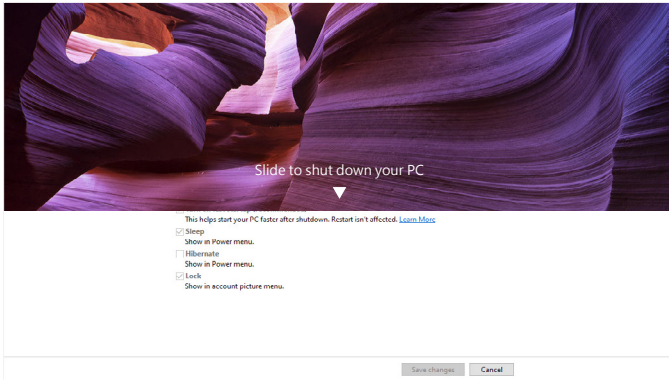 Slide to shut down your PC
This helps start your PC faster after shutdown. Restart isn't affected. Learn More
Sleep
Show in Power menu.
Hibernate
Show in Power menu.
Lock
Show in account picture menu.
Save changes Cancel